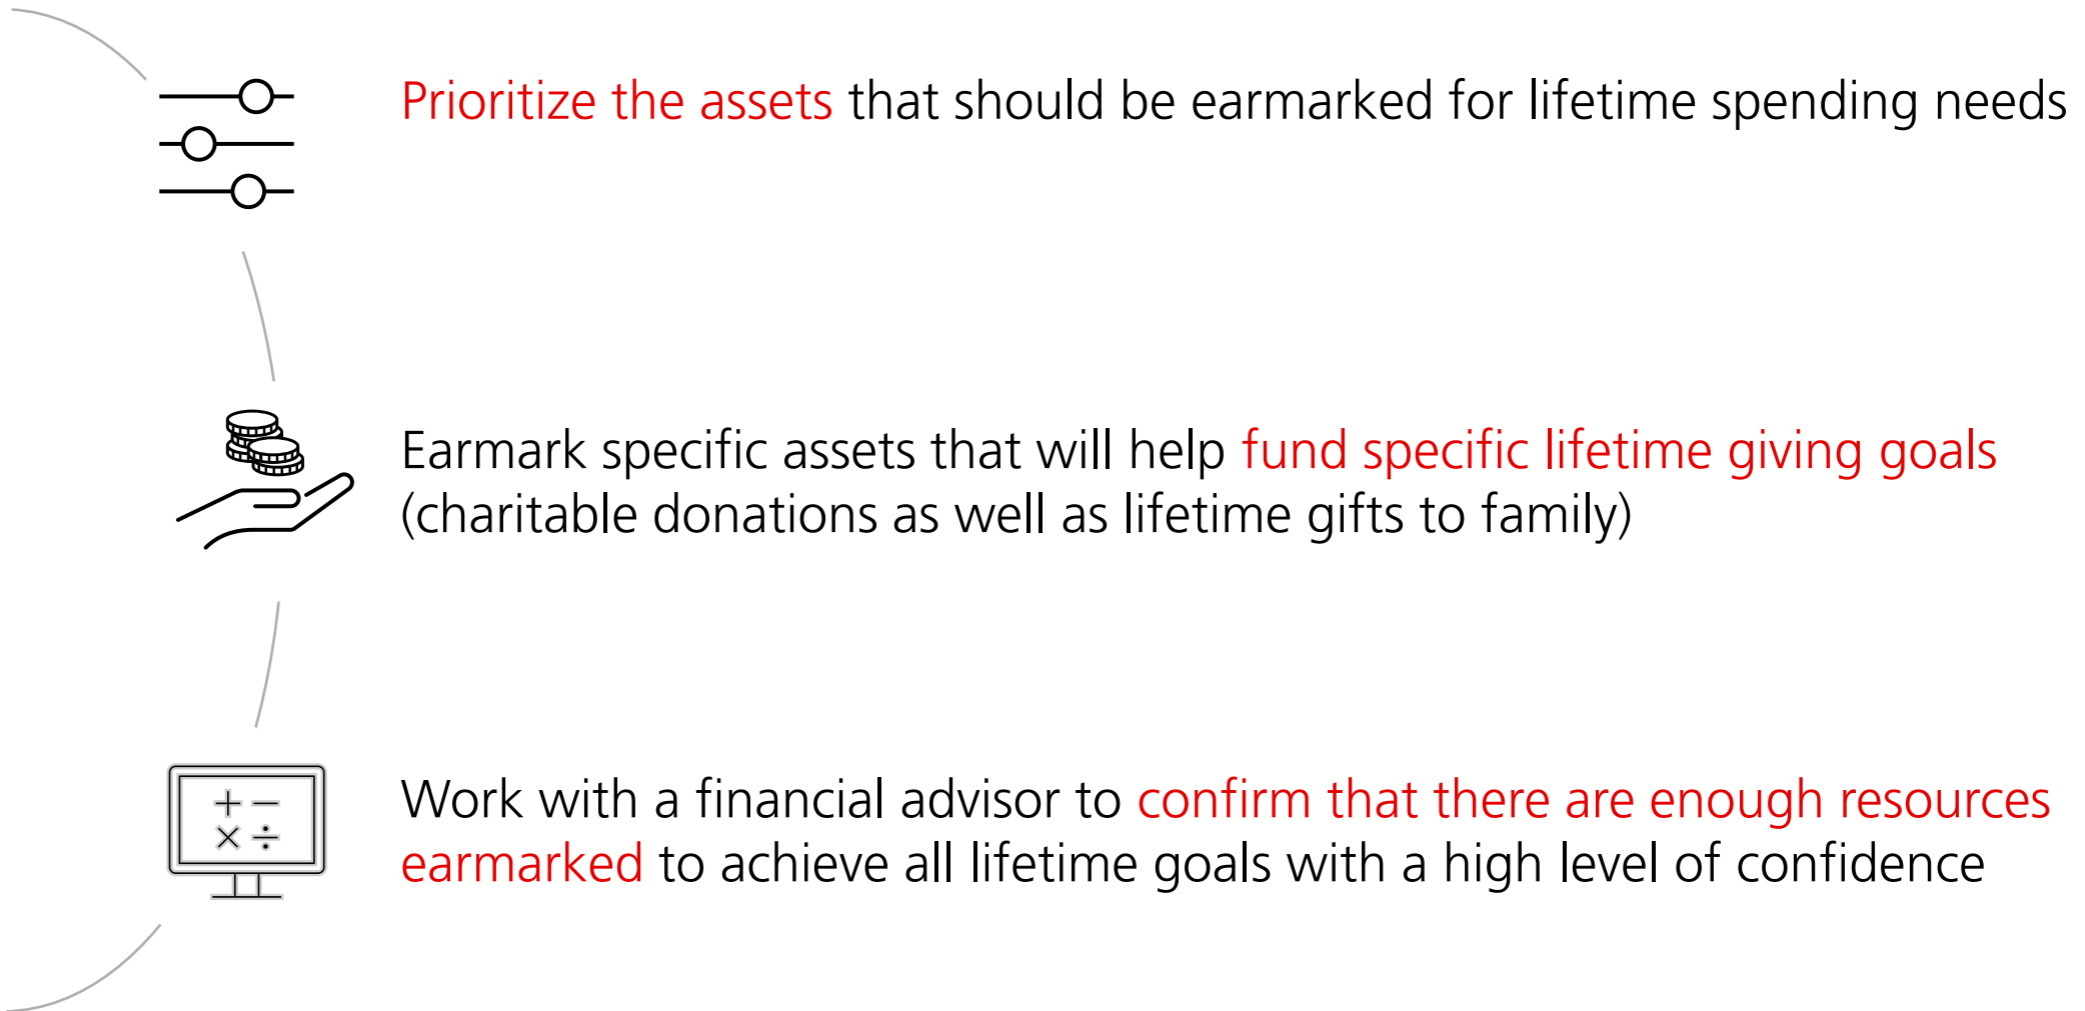 Prioritize the assets that should be earmarked for lifetime spending needs
Earmark specific assets that will help fund specific lifetime giving goals
(charitable donations as well as lifetime gifts to family)
Work with a financial advisor to confirm that there are enough resources
earmarked to achieve all lifetime goals with a high level of confidence